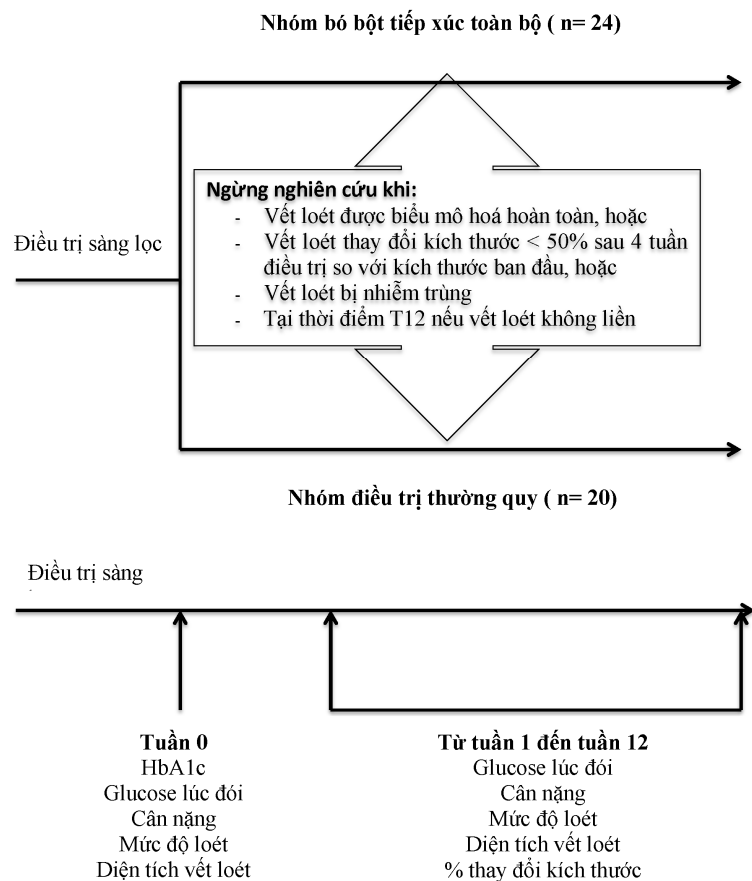 Nhóm bó bột tiếp xúc toàn bộ ( n= 24)
Điều trị sàng lọc
Ngừng nghiên cứu khi:
- Vết loét được biểu mô hoá hoàn toàn, hoặc
- Vết loét thay đổi kích thước < 50% sau 4 tuần
điều trị so với kích thước ban đầu, hoặc
- Vết loét bị nhiễm trùng
- Tại thời điểm T12 nếu vết loét không liền
Nhóm điều trị thường quy ( n= 20)
Điều trị sàng
Tuần 0
HbA1c
Glucose lúc đói
Cân nặng
Mức độ loét
Diện tích vết loét
Từ tuần 1 đến tuần 12
Glucose lúc đói
Cân nặng
Mức độ loét
Diện tích vết loét
% thay đổi kích thước